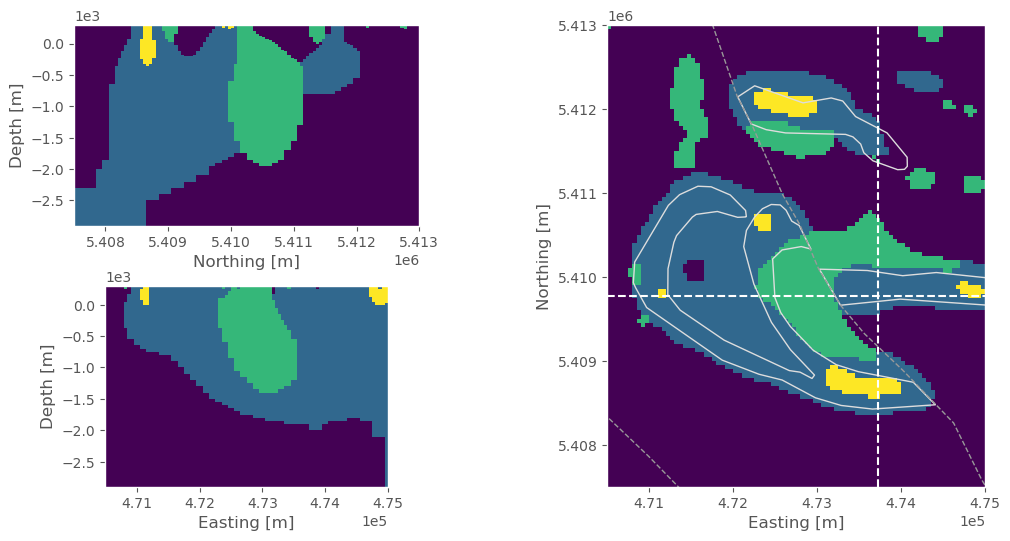 1e3
0.0
−0.5
−1.0
−1.5
−2.0
−2.5
Depth [m]
5.408 5.409 5.410 5.411 5.412 5.413
Northing [m]
1e6
1e3
0.0
−0.5
−1.0
−1.5
−2.0
−2.5
Depth [m]
4.71 4.72 4.73 4.74 4.75
Easting [m]
1e5
1e6
5.413
5.412
5.411
5.410
5.409
5.408
Northing [m]
4.71 4.72 4.73 4.74 4.75
Easting [m]
1e5